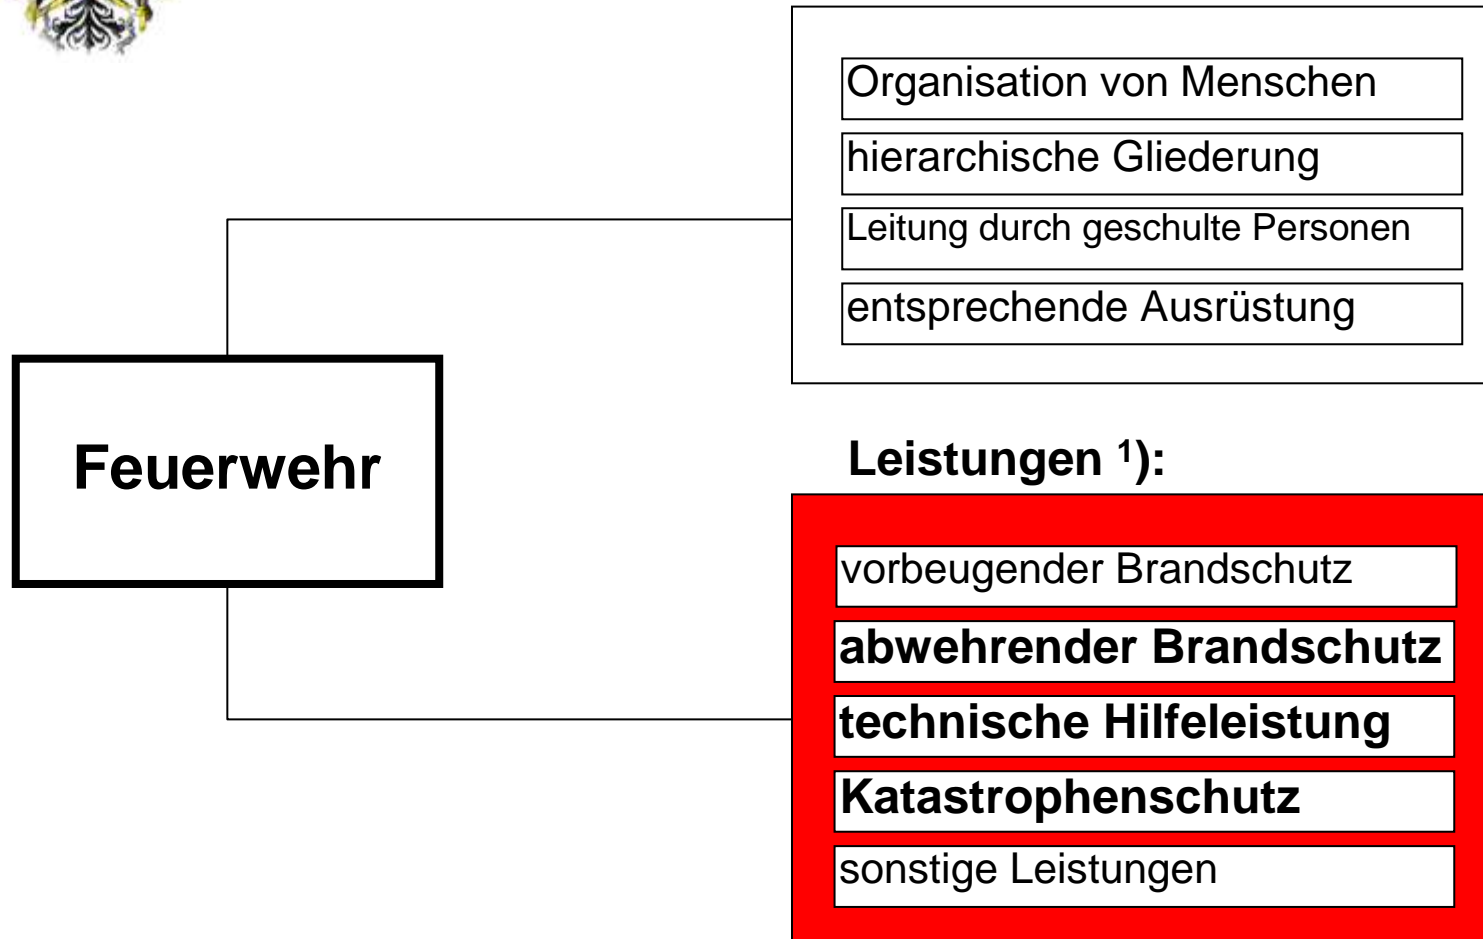 Organisation von Menschen
hierarchische Gliederung
Leitung durch geschulte Personen
entsprechende Ausrüstung
Feuerwehr
Leistungen ¹):
vorbeugender Brandschutz
abwehrender Brandschutz
technische Hilfeleistung
Katastrophenschutz
sonstige Leistungen